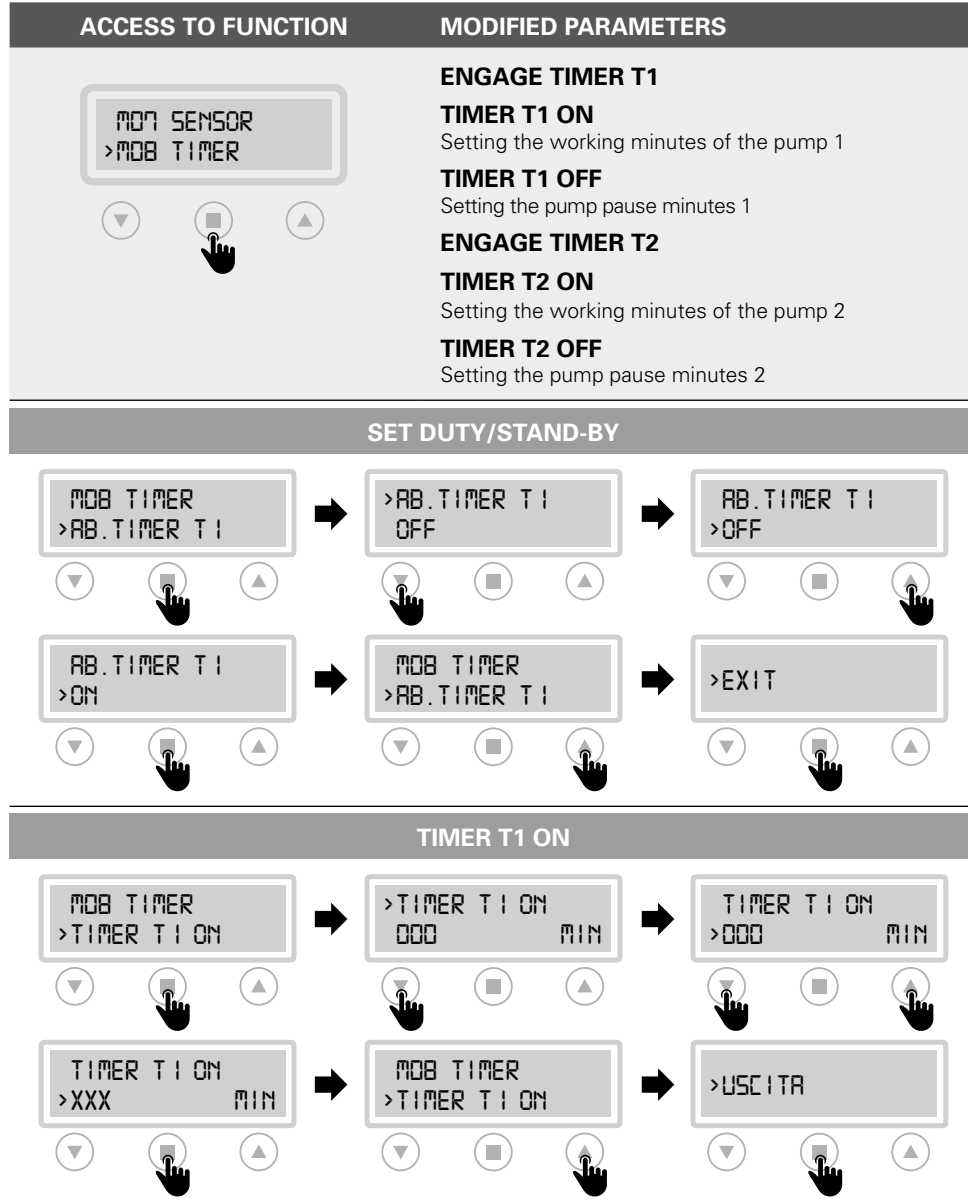 ACCESS TO FUNCTION
MODIFIED PARAMETERS
M07 SENSOR
>M08 TIMER
ENGAGE TIMER T1
TIMER T1 ON
Setting the working minutes of the pump 1
TIMER T1 OFF
Setting the pump pause minutes 1
ENGAGE TIMER T2
TIMER T2 ON
Setting the working minutes of the pump 2
TIMER T2 OFF
Setting the pump pause minutes 2
SET DUTY/STAND-BY
M08 TIMER
>AB.TIMER T1
>AB.TIMER T1
OFF
AB.TIMER T1
>OFF
AB.TIMER T1
>ON
M08 TIMER
>AB.TIMER T1
>EXIT
TIMER T1 ON
M08 TIMER
>TIMER T1 ON
>TIMER T1 ON
000 MIN
TIMER T1 ON
>000 MIN
TIMER T1 ON
>XXX MIN
M08 TIMER
>TIMER T1 ON
>USCITA